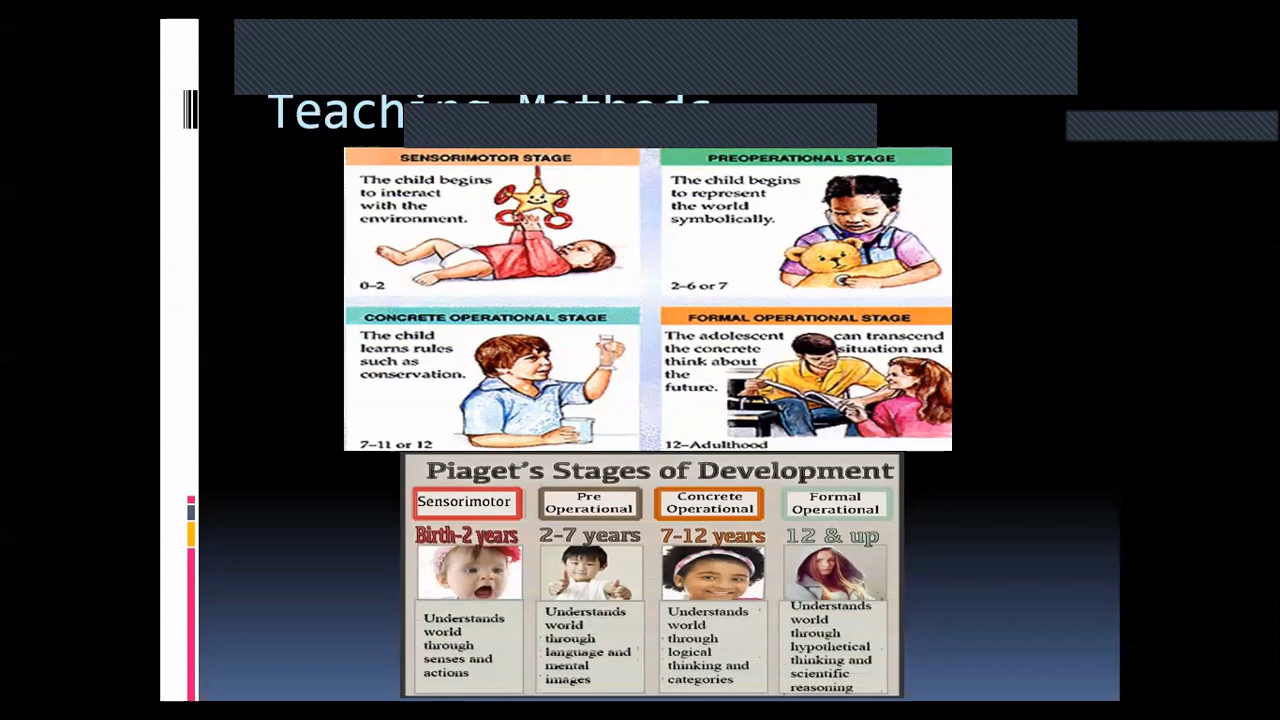 Teaching Methods
SENSORIMOTOR STAGE
The child begins
to interact
with the
environment.
0–2
PREOPERATIONAL STAGE
The child begins
to represent
the world
symbolically.
2–6 or 7
CONCRETE OPERATIONAL STAGE
The child
learns rules
such as
conservation.
7–11 or 12
FORMAL OPERATIONAL STAGE
The adolescent can transcend
the concrete situation and
think about
the
future.
12–Adulthood
Piaget's Stages of Development
Sensorimotor
Birth-2 years
Understands
world
through
senses and
actions
Pre
Operational
2-7 years
Understands
world
through
language and
mental
images
Concrete
Operational
7-12 years
Understands
world
through
logical
thinking and
categories
Formal
Operational
12 & up
Understands
world
through
hypothetical
thinking and
scientific
reasoning